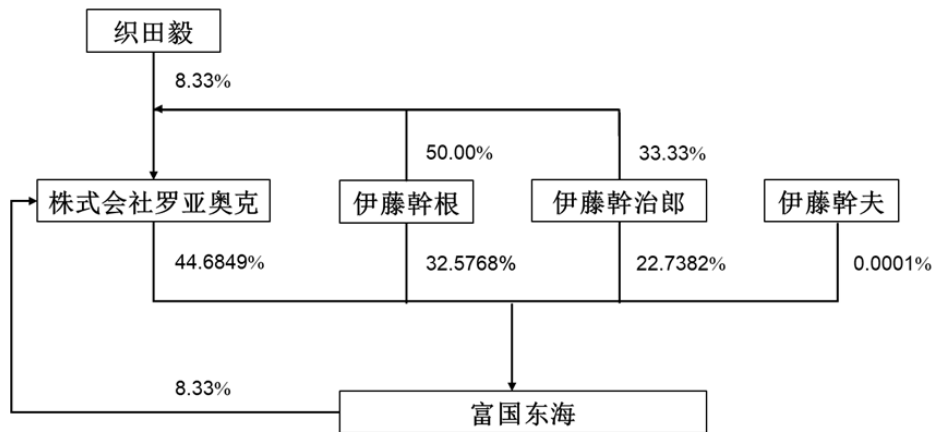 织田毅
8.33%
50.00%
33.33%
株式会社罗亚奥克
伊藤幹根
伊藤幹治郎
伊藤幹夫
44.6849%
32.5768%
22.7382%
0.0001%
8.33%
富国东海